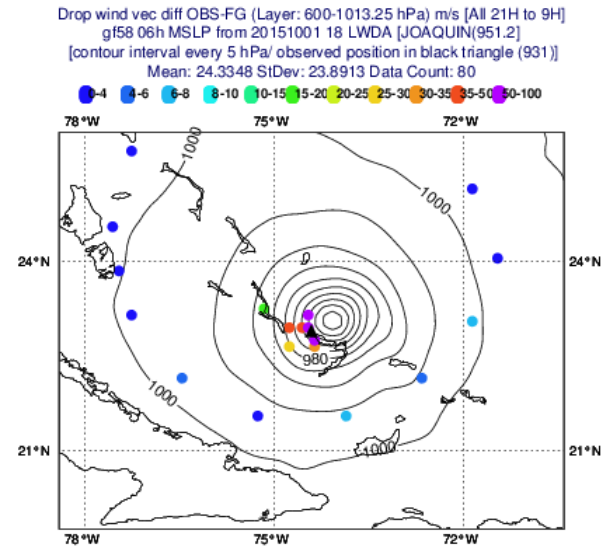 Drop wind vec diff OBS-FG (Layer: 600-1013.25 hPa) m/s [All 21H to 9H]
gf58 06h MSLP from 20151001 18 LWDA [JOAQUIN(951.2]
[contour interval every 5 hPa/ observed position in black triangle (931)]
Mean: 24.3348 StDev: 23.8913 Data Count: 80
0-4 4-6 6-8 8-10 10-15 15-20 20-25 25-30 30-35 35-50 50-100
78°W 75°W 72°W
1000
1000
24°N 24°N
980
1000
21°N 1000 21°N
78°W 75°W 72°W